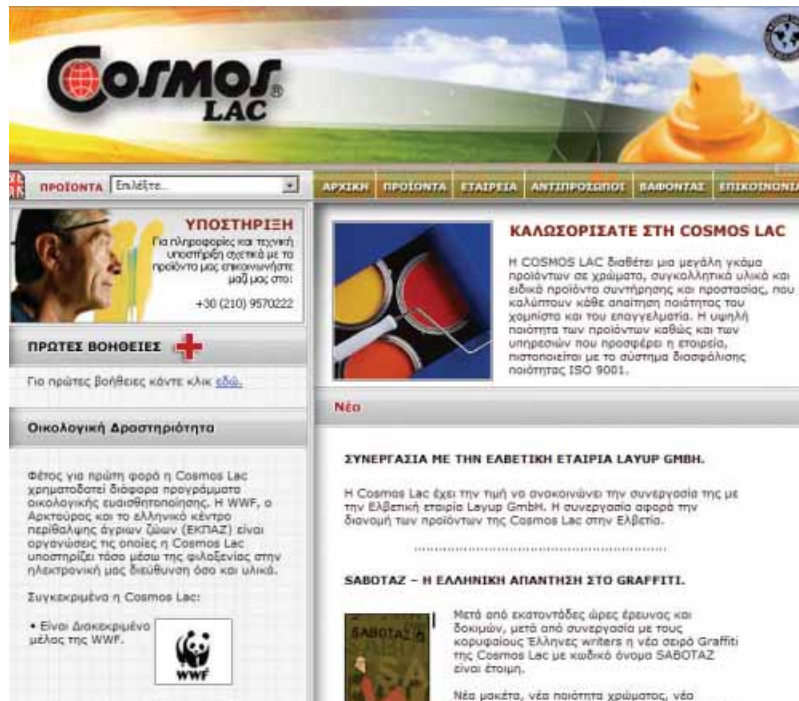 COSMOS®
LAC
ΠΡΟΪΟΝΤΑ Επιλέξτε...
ΑΡΧΙΚΗ ΠΡΟΪΟΝΤΑ ΕΤΑΙΡΕΙΑ ΑΝΤΙΠΡΟΣΩΠΟΙ ΒΑΦΟΝΤΑΣ ΕΠΙΚΟΙΝΩΝΙΑ
ΥΠΟΣΤΗΡΙΞΗ
Για πληροφορίες και τεχνική
υποστήριξη σχετικά με τα
προϊόντα μας επικοινωνήστε
μαζί μας στο:
+30 (210) 9570222
ΠΡΩΤΕΣ ΒΟΗΘΕΙΕΣ
Για πρώτες βοήθειες κάντε κλικ εδώ.
Οικολογική Δραστηριότητα
Φέτος για πρώτη φορά η Cosmos Lac
χρηματοδοτεί διάφορα προγράμματα
οικολογικής ευαισθητοποίησης. Η WWF, ο
Αρκτούρος και το ελληνικό κέντρο
περίθαλψης άγριων ζώων (ΕΚΠΑΖ) είναι
οργανώσεις τις οποίες η Cosmos Lac
υποστηρίζει τόσο μέσω της φιλοξενίας στην
ηλεκτρονική μας διεύθυνση όσο και υλικά.
Συγκεκριμένα η Cosmos Lac:
• Είναι Διακεκριμένο
μέλος της WWF.
WWF
ΚΑΛΩΣΟΡΙΣΑΤΕ ΣΤΗ COSMOS LAC
Η COSMOS LAC διαθέτει μια μεγάλη γκάμα
προϊόντων σε χρώματα, συγκολλητικά υλικά και
ειδικά προϊόντα συντήρησης και προστασίας, που
καλύπτουν κάθε απαίτηση ποιότητας του
χομπίστα και του επαγγελματία. Η υψηλή
ποιότητα των προϊόντων καθώς και των
υπηρεσιών που προσφέρει η εταιρεία,
πιστοποιείται με το σύστημα διασφάλισης
ποιότητας ISO 9001.
Νέα
ΣΥΝΕΡΓΑΣΙΑ ΜΕ ΤΗΝ ΕΛΒΕΤΙΚΗ ΕΤΑΙΡΙΑ LAYUP GMBH.
Η Cosmos Lac έχει την τιμή να ανακοινώνει την συνεργασία της με
την Ελβετική εταιρία Layup GmbH. Η συνεργασία αφορά την
διανομή των προϊόντων της Cosmos Lac στην Ελβετία.
SABOTAZ – Η ΕΛΛΗΝΙΚΗ ΑΠΑΝΤΗΣΗ ΣΤΟ GRAFFITI.
SABOTAZ
Μετά από εκατοντάδες ώρες έρευνας και
δοκιμών, μετά από συνεργασία με τους
κορυφαίους Έλληνες writers η νέα σειρά Graffiti
της Cosmos Lac με κωδικό όνομα SABOTAZ
είναι έτοιμη.
Νέα μακέτα, νέα ποιότητα χρώματος, νέα